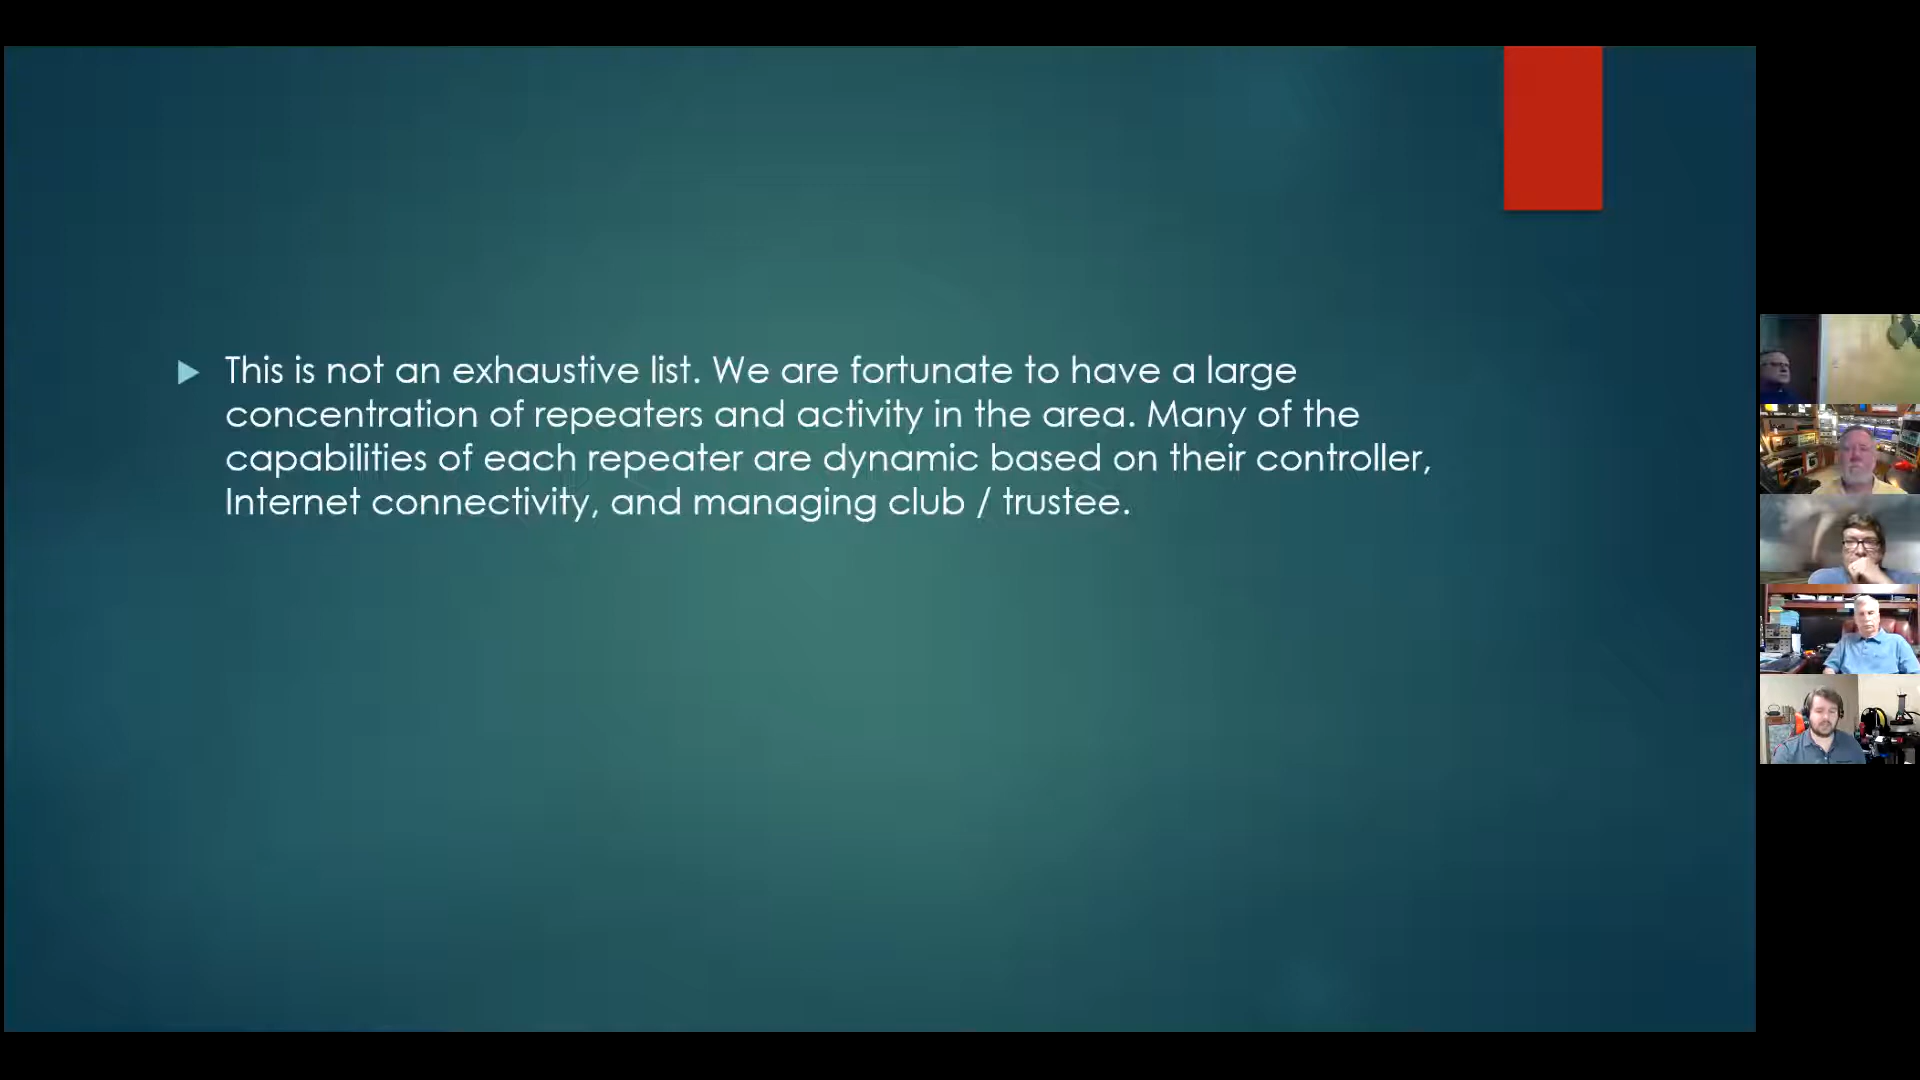 This is not an exhaustive list. We are fortunate to have a large
concentration of repeaters and activity in the area. Many of the
capabilities of each repeater are dynamic based on their controller,
Internet connectivity, and managing club / trustee.